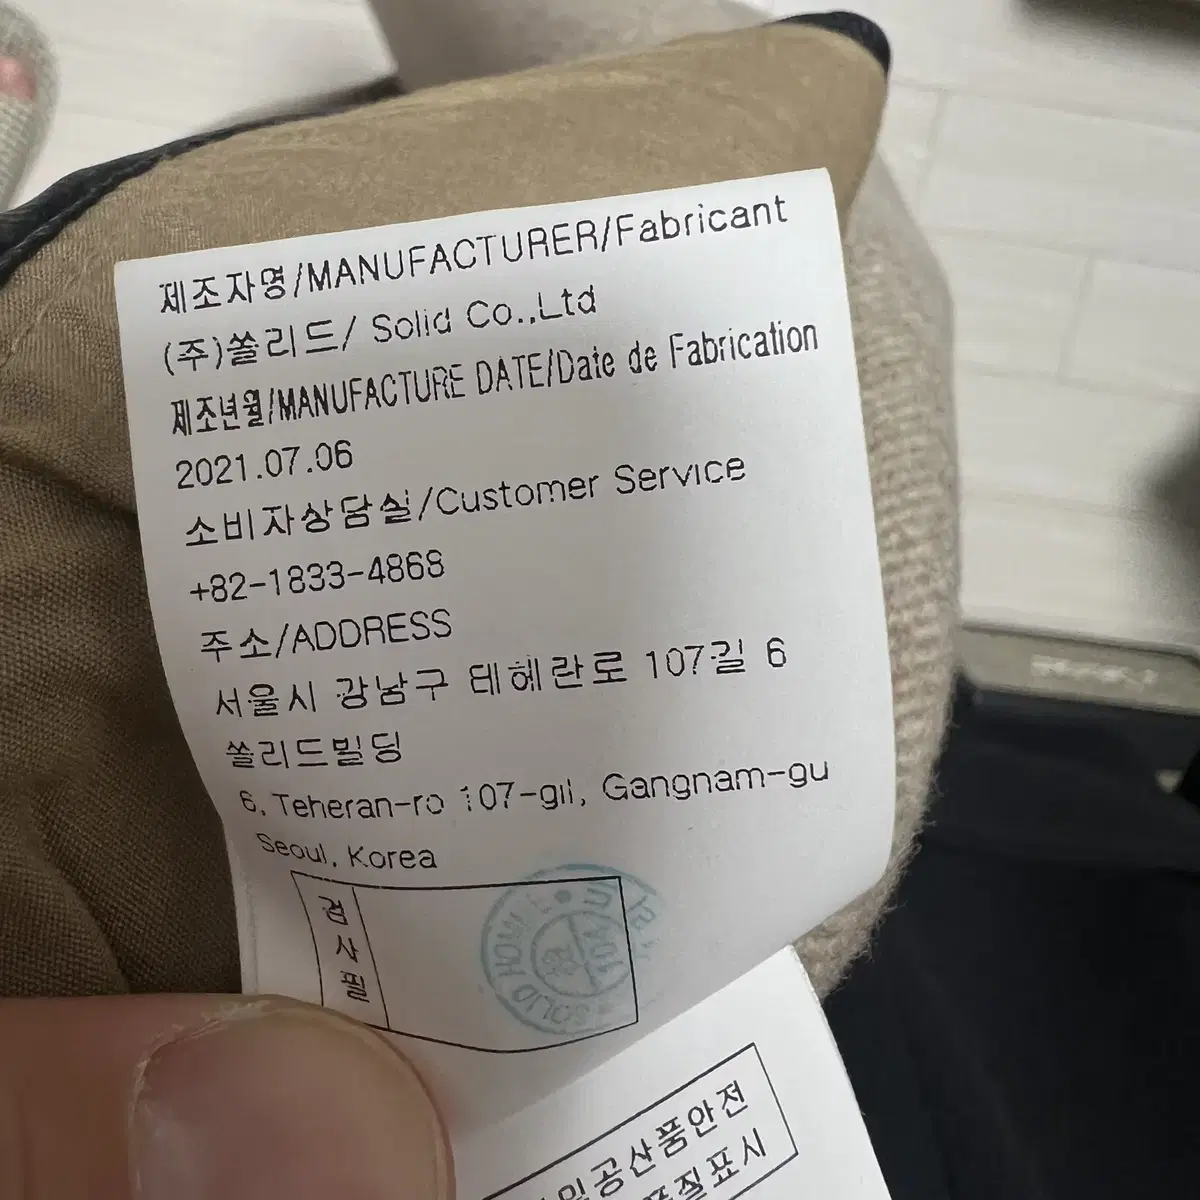 제조자명/MANUFACTURER/Fabricant
(주)쏠리드/ Solid Co.,Ltd
제조년월/MANUFACTURE DATE/Date de Fabrication
2021.07.06
소비자상담실/Customer Service
+82-1833-4868
주소/ADDRESS
서울시 강남구 테헤란로 107길 6
쏠리드빌딩
6, Teheran-ro 107-gil, Gangnam-gu
Seoul, Korea
검사필
SOLID HOMME
공산품안전
품질표시